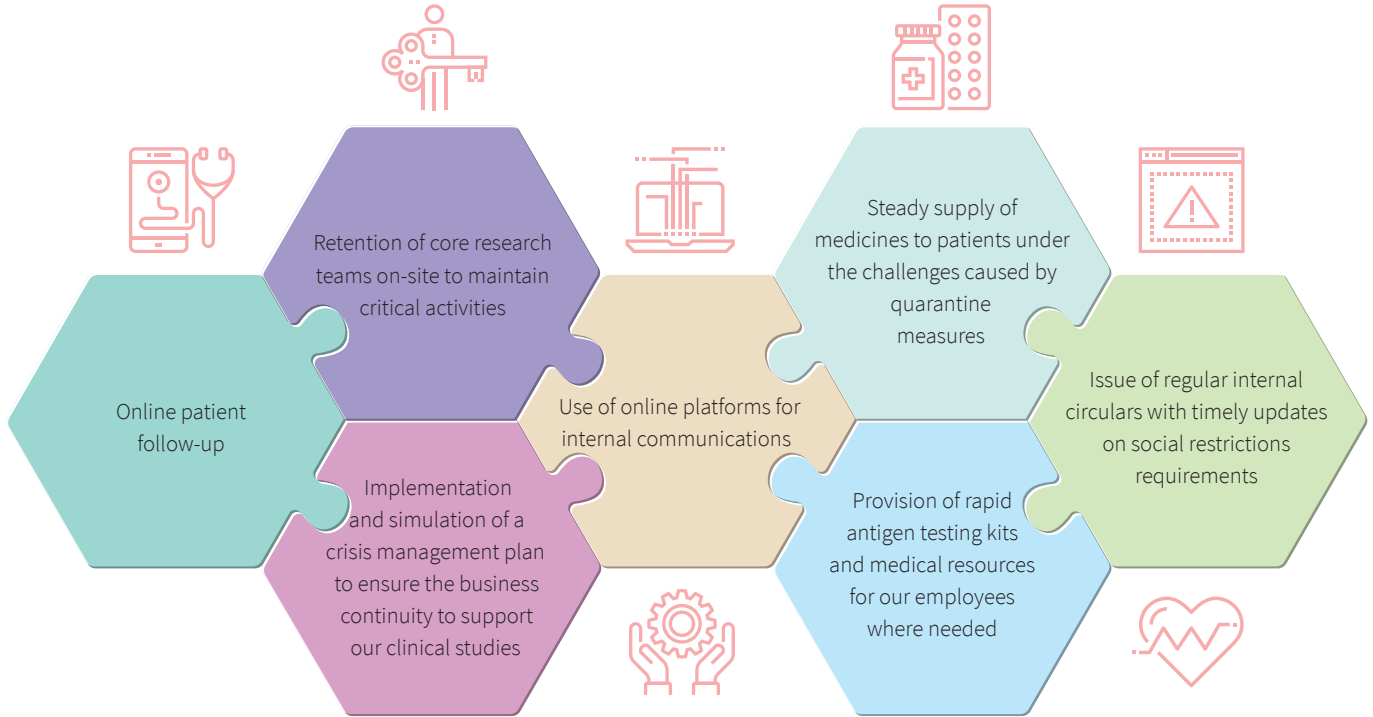 Online patient
follow-up
Retention of core research
teams on-site to maintain
critical activities
Implementation
and simulation of a
crisis management plan
to ensure the business
continuity to support
our clinical studies
Use of online platforms for
internal communications
Steady supply of
medicines to patients under
the challenges caused by
quarantine
measures
Provision of rapid
antigen testing kits
and medical resources
for our employees
where needed
Issue of regular internal
circulars with timely updates
on social restrictions
requirements